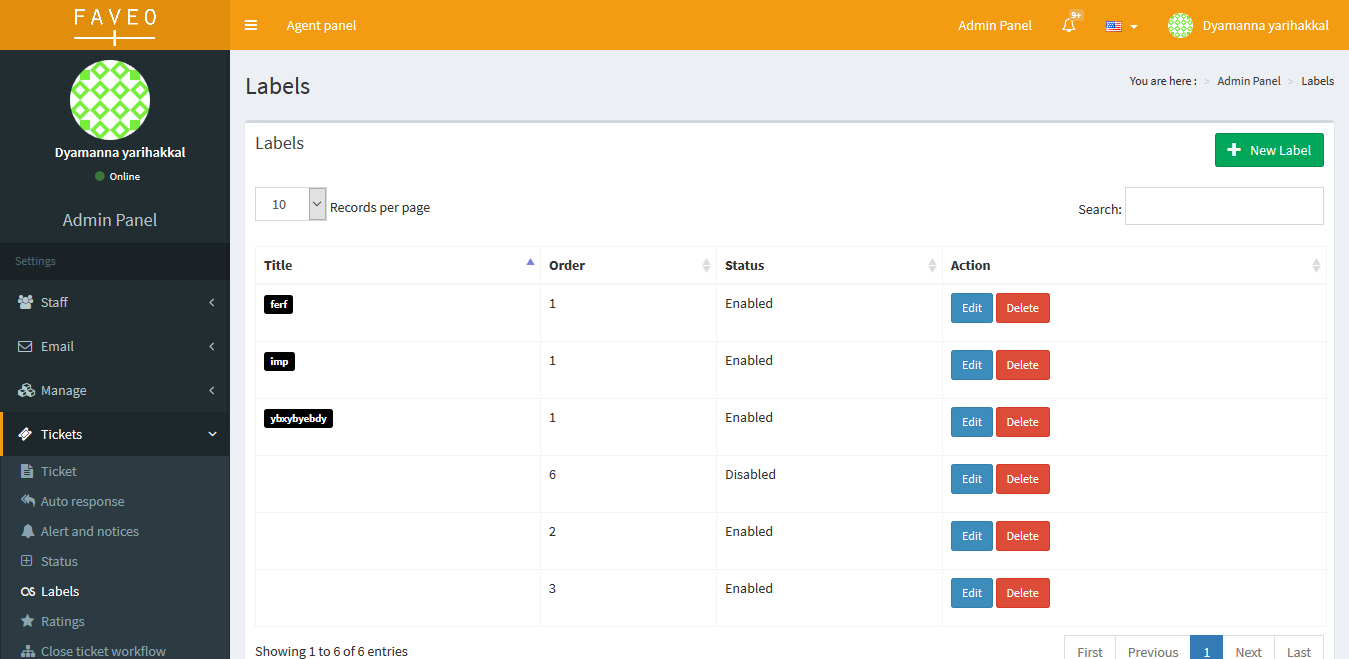 FAVEO
Agent panel
Admin Panel
9+
Dyamanna yarihakkal
Dyamanna yarihakkal
Online
Admin Panel
Settings
Staff
Email
Manage
Tickets
Ticket
Auto response
Alert and notices
Status
Labels
Ratings
Close ticket workflow
Labels
You are here : > Admin Panel > Labels
Labels
New Label
10 Records per page
Search:
Title Order Status Action
ferf 1 Enabled Edit Delete
imp 1 Enabled Edit Delete
ybxybyebdy 1 Enabled Edit Delete
6 Disabled Edit Delete
2 Enabled Edit Delete
3 Enabled Edit Delete
Showing 1 to 6 of 6 entries
First Previous 1 Next Last